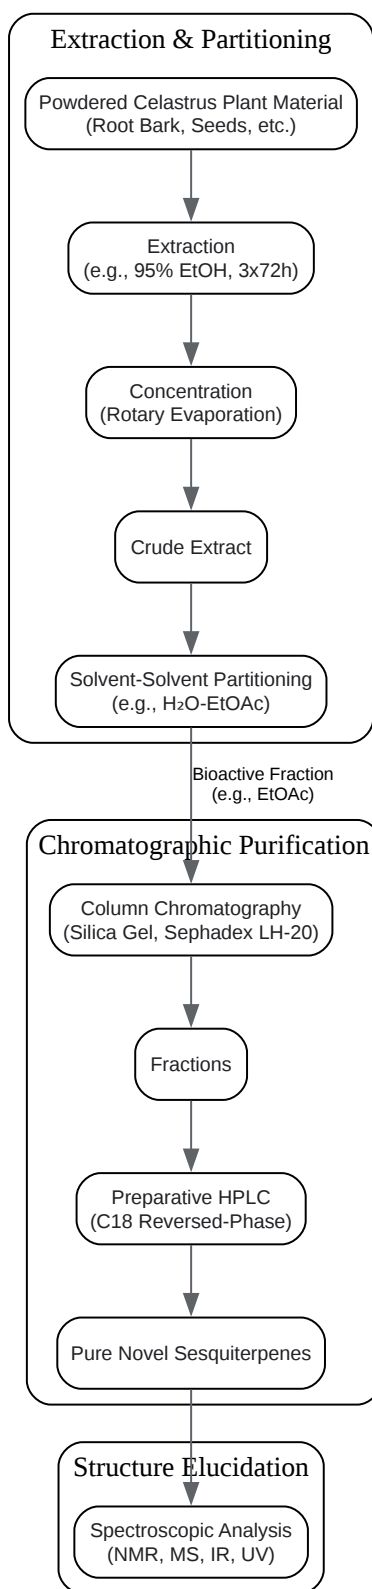 Extraction & Partitioning
Powdered Celastrus Plant Material
(Root Bark, Seeds, etc.)
Extraction
(e.g., 95% EtOH, 3x72h)
Concentration
(Rotary Evaporation)
Crude Extract
Solvent-Solvent Partitioning
(e.g., H₂O-EtOAc)
Bioactive Fraction
(e.g., EtOAc)
Chromatographic Purification
Column Chromatography
(Silica Gel, Sephadex LH-20)
Fractions
Preparative HPLC
(C18 Reversed-Phase)
Pure Novel Sesquiterpenes
Structure Elucidation
Spectroscopic Analysis
(NMR, MS, IR, UV)